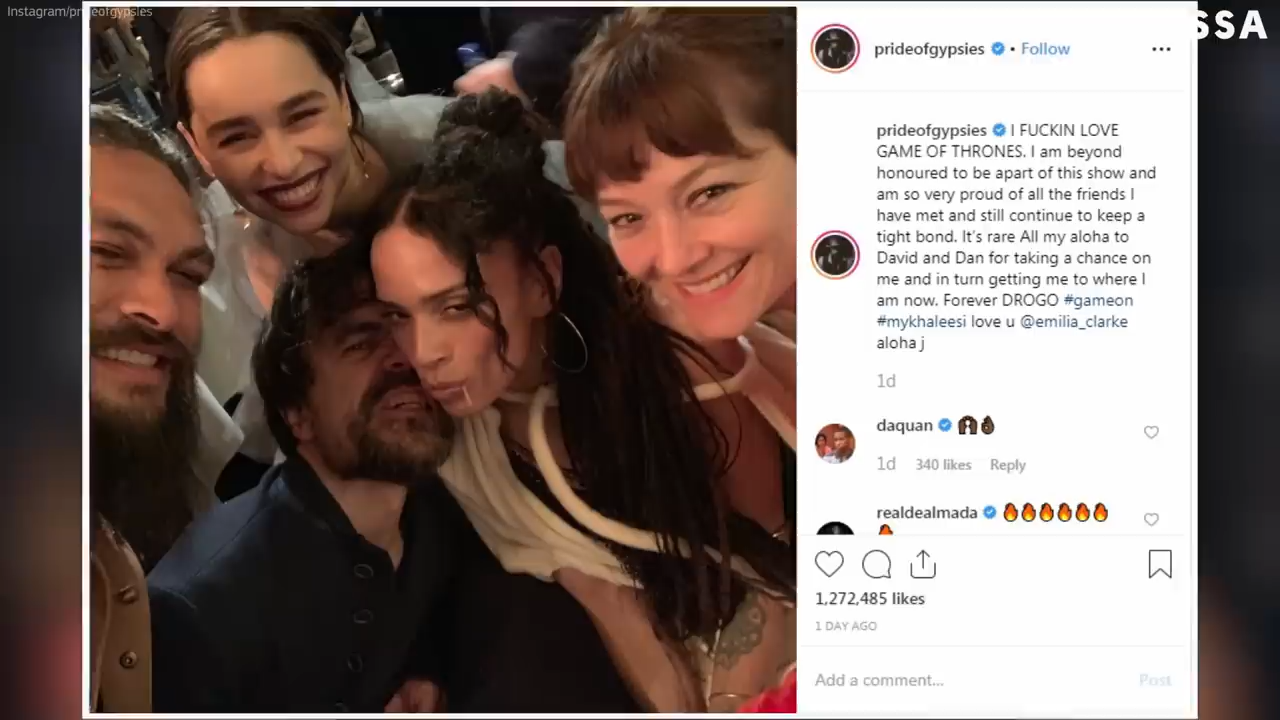 Instagram/prideofgypsies
SSA
prideofgypsies • Follow
prideofgypsies I FUCKIN LOVE
GAME OF THRONES. I am beyond
honoured to be apart of this show and
am so very proud of all the friends I
have met and still continue to keep a
tight bond. It's rare All my aloha to
David and Dan for taking a chance on
me and in turn getting me to where I
am now. Forever DROGO #gameon
#mykhaleesi love u @emilia_clarke
aloha j
1d
daquan
1d 340 likes Reply
realdealmada 🔥🔥🔥🔥🔥🔥
🔥
1,272,485 likes
1 DAY AGO
Add a comment... Post